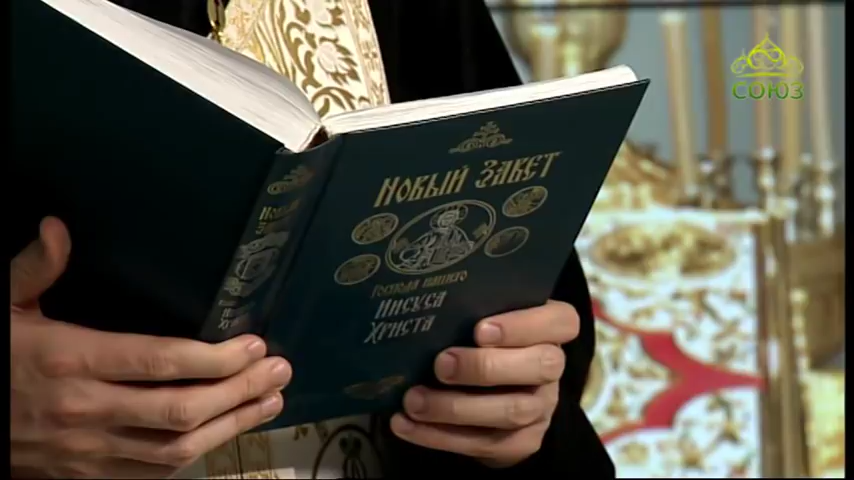 СОЮЗ
Новый Завет
Господа нашего
Иисуса
Христа